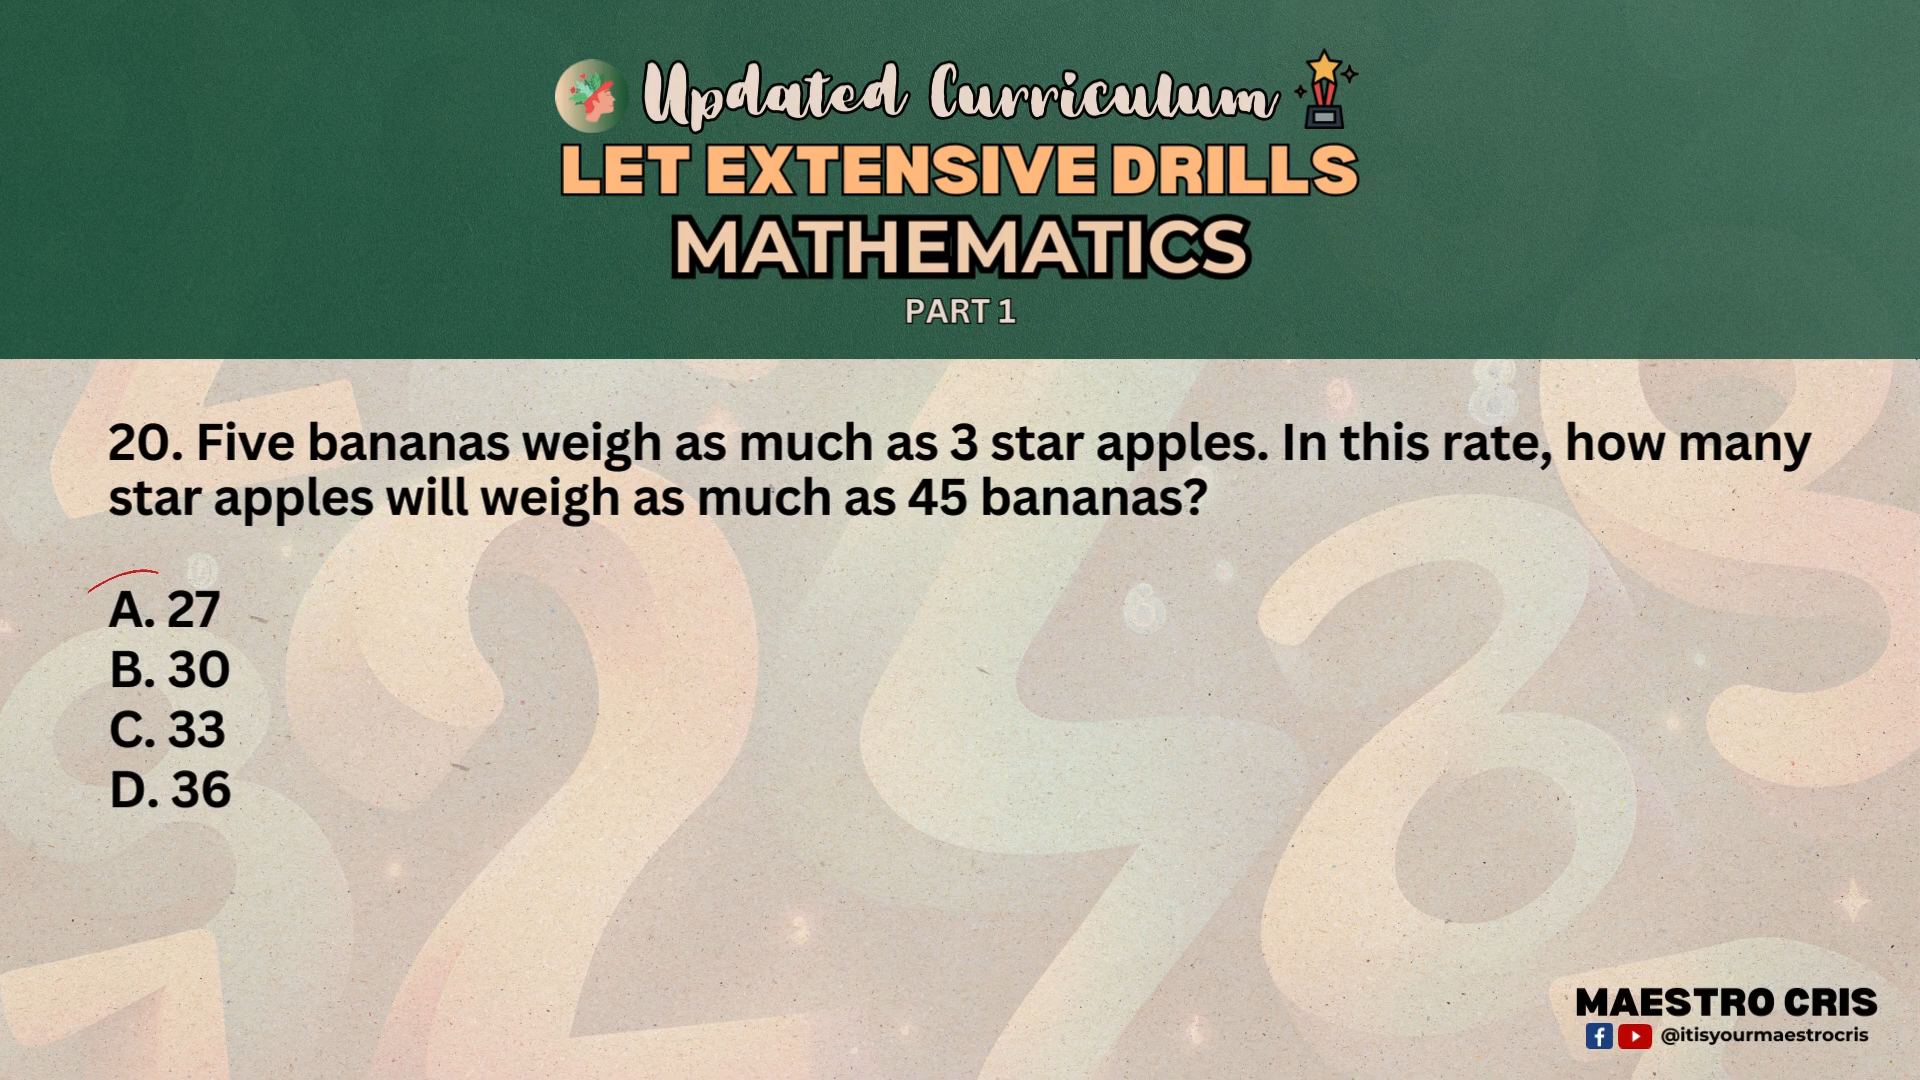 Updated Curriculum
LET EXTENSIVE DRILLS
MATHEMATICS
PART 1
20. Five bananas weigh as much as 3 star apples. In this rate, how many
star apples will weigh as much as 45 bananas?
A. 27
B. 30
C. 33
D. 36
MAESTRO CRIS
@itisyourmaestrocris